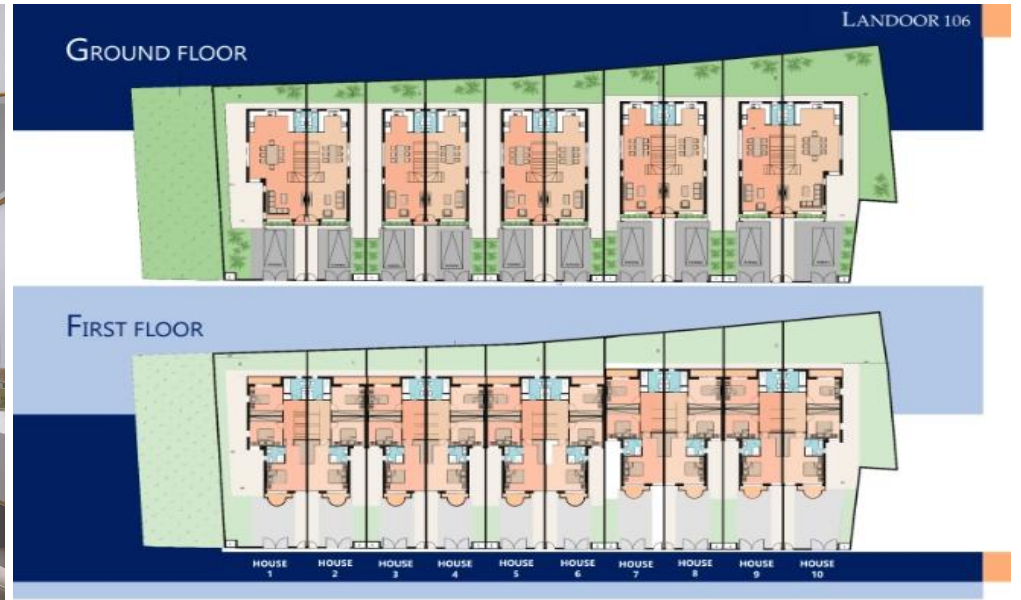 LANDOOR 106
GROUND FLOOR
FIRST FLOOR
HOUSE 1
HOUSE 2
HOUSE 3
HOUSE 4
HOUSE 5
HOUSE 6
HOUSE 7
HOUSE 8
HOUSE 9
HOUSE 10